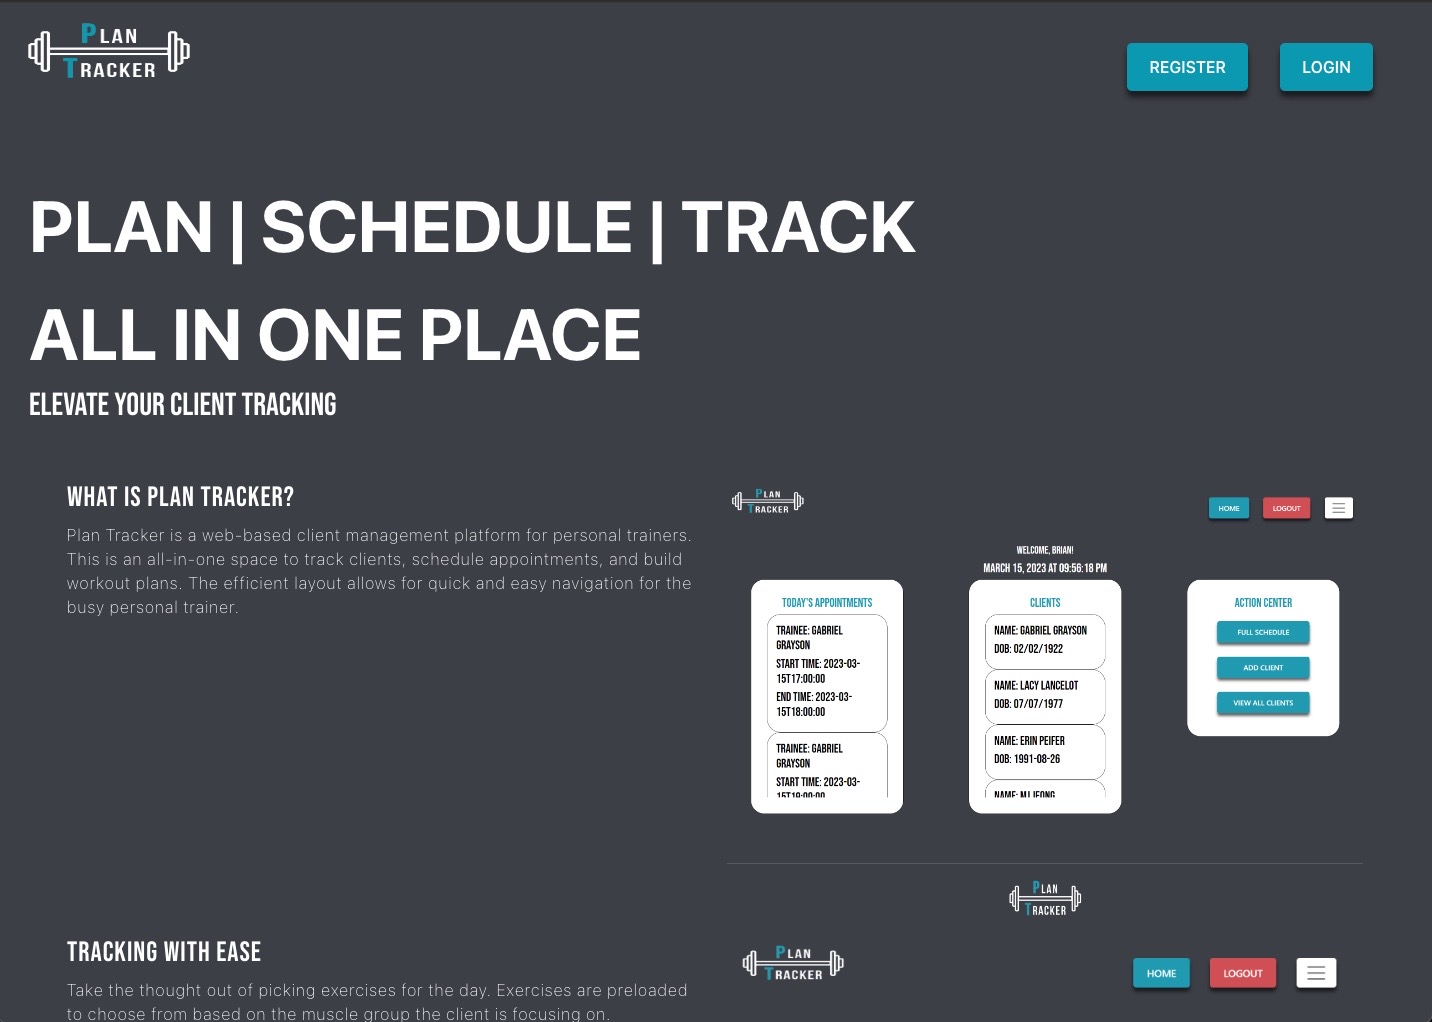 PLAN
TRACKER
REGISTER
LOGIN
PLAN | SCHEDULE | TRACK
ALL IN ONE PLACE
ELEVATE YOUR CLIENT TRACKING
WHAT IS PLAN TRACKER?
Plan Tracker is a web-based client management platform for personal trainers.
This is an all-in-one space to track clients, schedule appointments, and build
workout plans. The efficient layout allows for quick and easy navigation for the
busy personal trainer.
PLAN
TRACKER
HOME
LOGOUT
WELCOME, BRIAN!
MARCH 15, 2023 AT 09:56:18 PM
TODAY'S APPOINTMENTS
TRAINEE: GABRIEL
GRAYSON
START TIME: 2023-03-
15T17:00:00
END TIME: 2023-03-
15T18:00:00
TRAINEE: GABRIEL
GRAYSON
START TIME: 2023-03-
15T19:00:00
CLIENTS
NAME: GABRIEL GRAYSON
DOB: 02/02/1922
NAME: LACY LANCELOT
DOB: 07/07/1977
NAME: ERIN PEIFER
DOB: 1991-08-26
NAME:
ACTION CENTER
FULL SCHEDULE
ADD CLIENT
VIEW ALL CLIENTS
PLAN
TRACKER
TRACKING WITH EASE
Take the thought out of picking exercises for the day. Exercises are preloaded
to choose from based on the muscle group the client is focusing on.
PLAN
TRACKER
HOME
LOGOUT